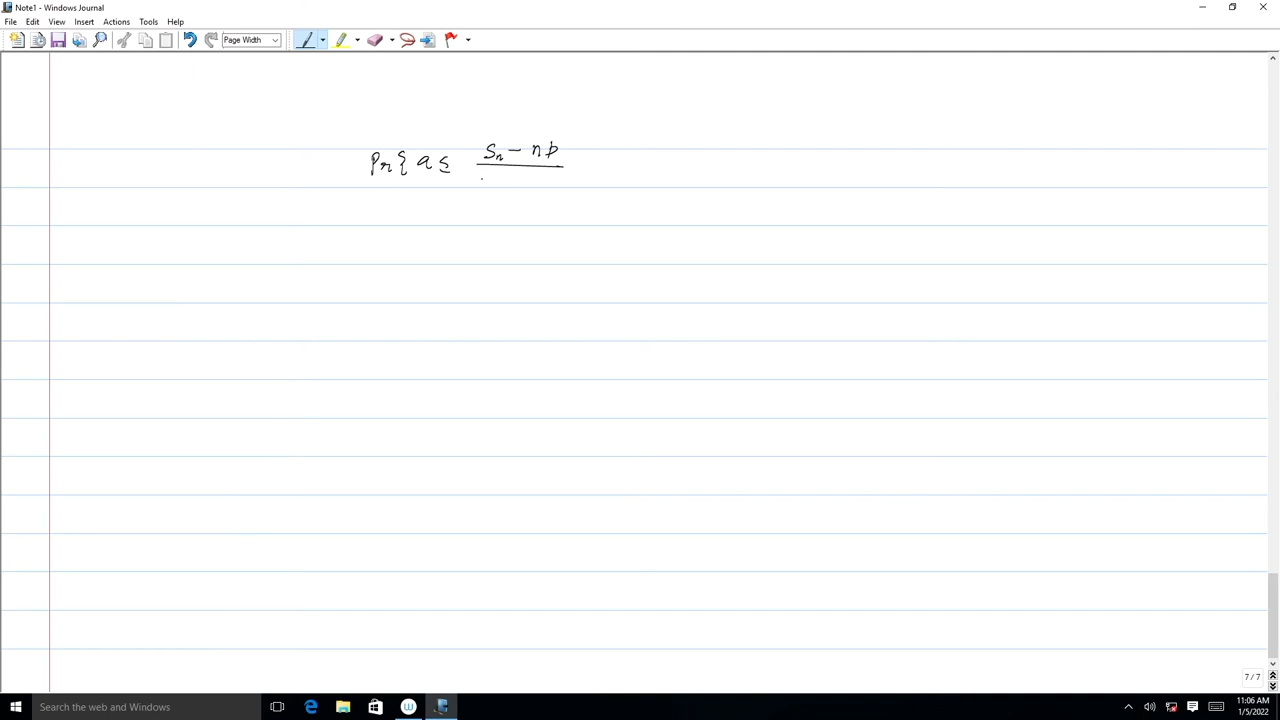 Note1 - Windows Journal
File Edit View Insert Actions Tools Help
Page Width
Pr{ a ≤ Sn - np
7 / 7
Search the web and Windows
11:06 AM
1/5/2022